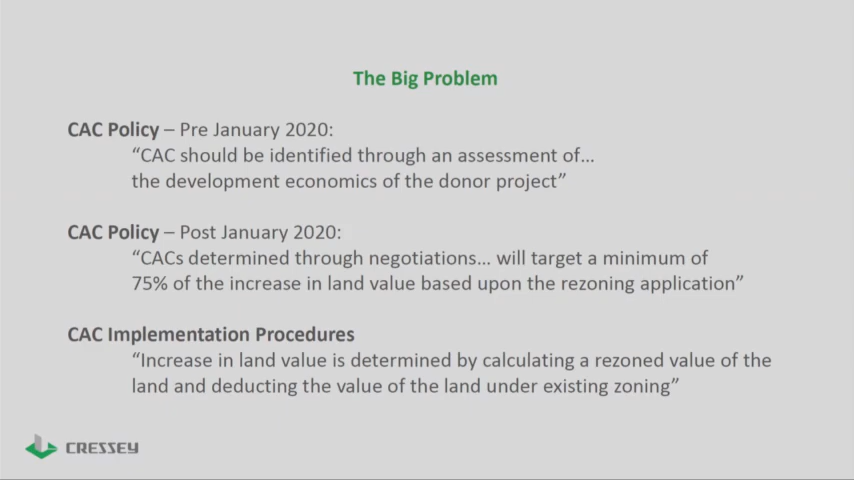 The Big Problem
CAC Policy – Pre January 2020:
“CAC should be identified through an assessment of...
the development economics of the donor project”
CAC Policy – Post January 2020:
“CACs determined through negotiations... will target a minimum of
75% of the increase in land value based upon the rezoning application”
CAC Implementation Procedures
“Increase in land value is determined by calculating a rezoned value of the
land and deducting the value of the land under existing zoning”
CRESSEY